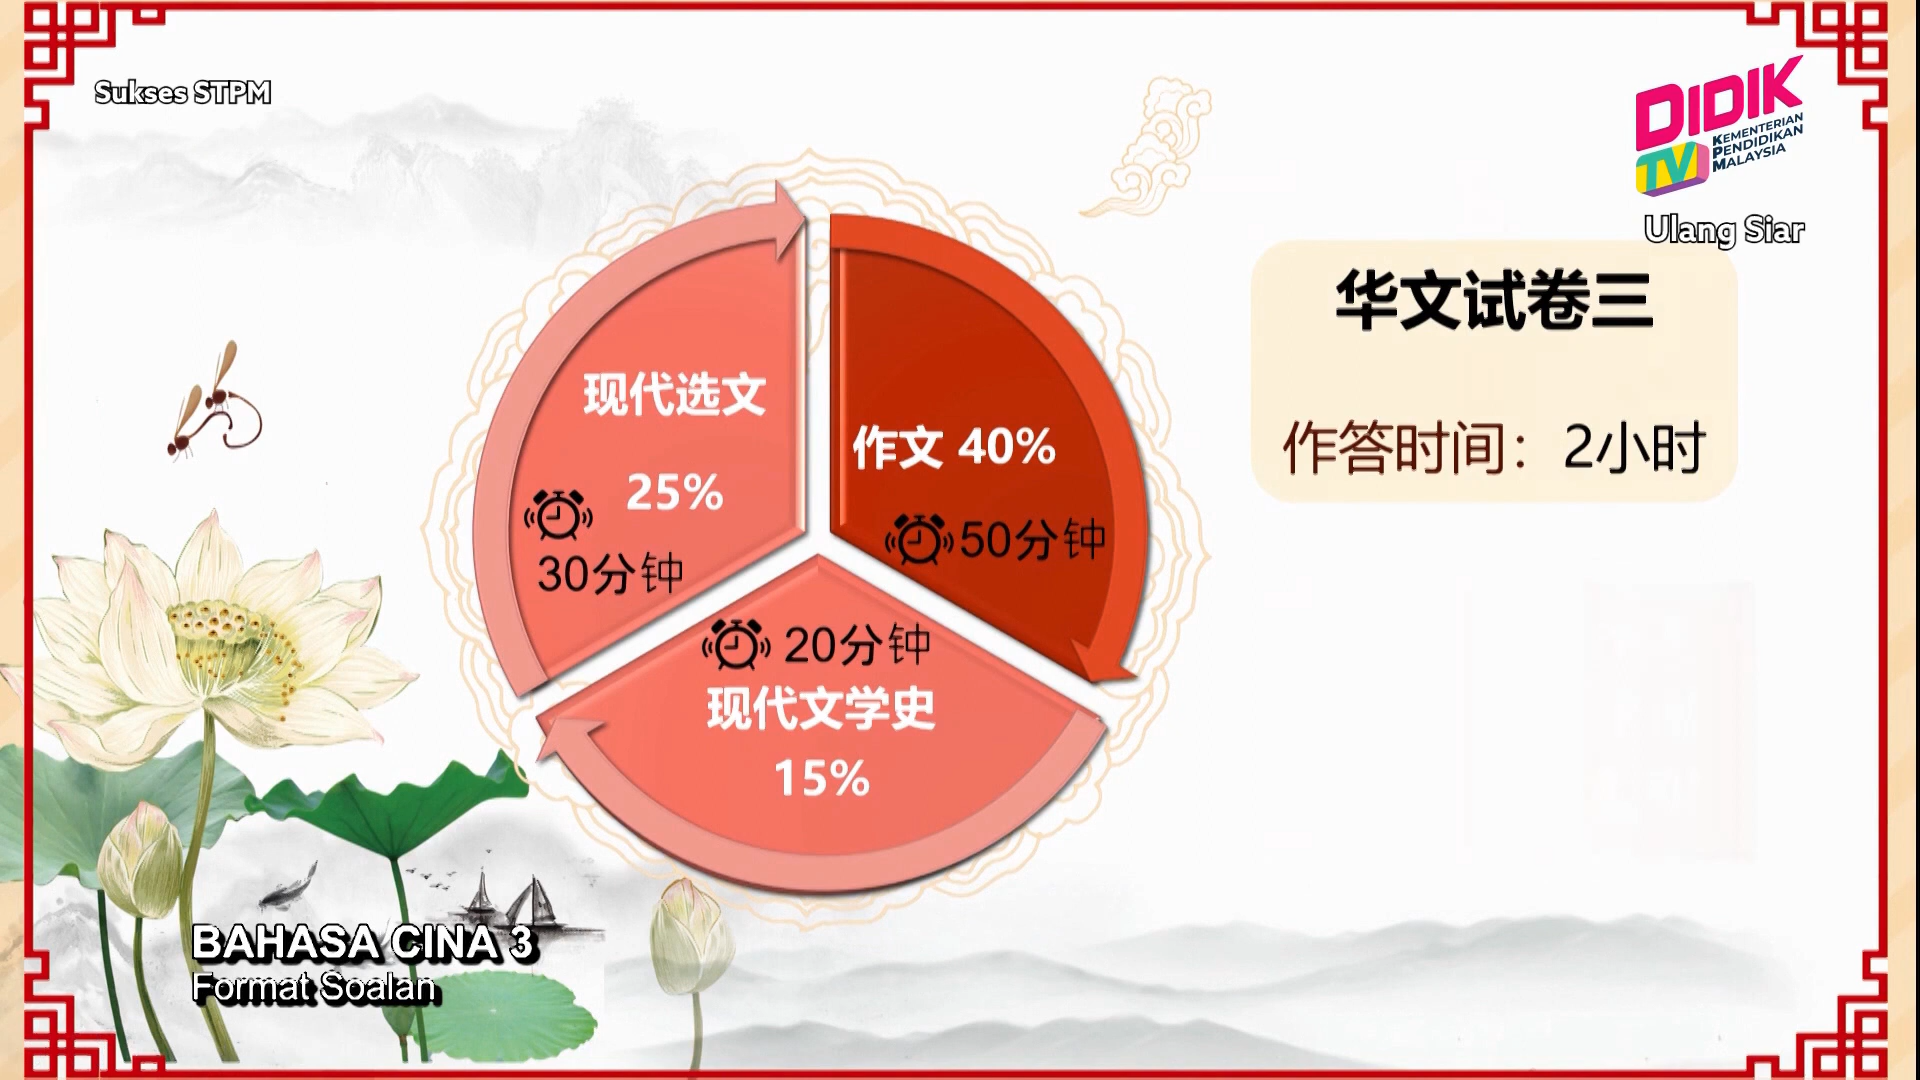 Sukses STPM
DIDIK
TV
KEMENTERIAN
PENDIDIKAN
MALAYSIA
Ulang Siar
华文试卷三
作答时间：2小时
现代选文
25%
30分钟
作文 40%
50分钟
20分钟
现代文学史
15%
BAHASA CINA 3
Format Soalan